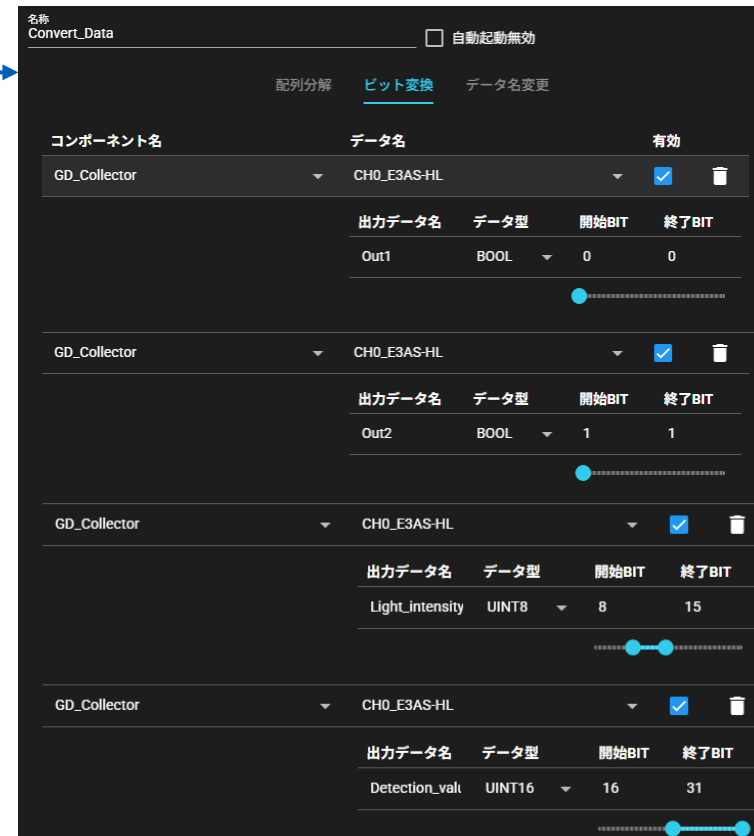 名称
Convert_Data
自動起動無効
配列分解 ビット変換 データ名変更
コンポーネント名 データ名 有効
GD_Collector CH0_E3AS-HL
出力データ名 データ型 開始BIT 終了BIT
Out1 BOOL 0 0
GD_Collector CH0_E3AS-HL
出力データ名 データ型 開始BIT 終了BIT
Out2 BOOL 1 1
GD_Collector CH0_E3AS-HL
出力データ名 データ型 開始BIT 終了BIT
Light_intensity UINT8 8 15
GD_Collector CH0_E3AS-HL
出力データ名 データ型 開始BIT 終了BIT
Detection_valu UINT16 16 31